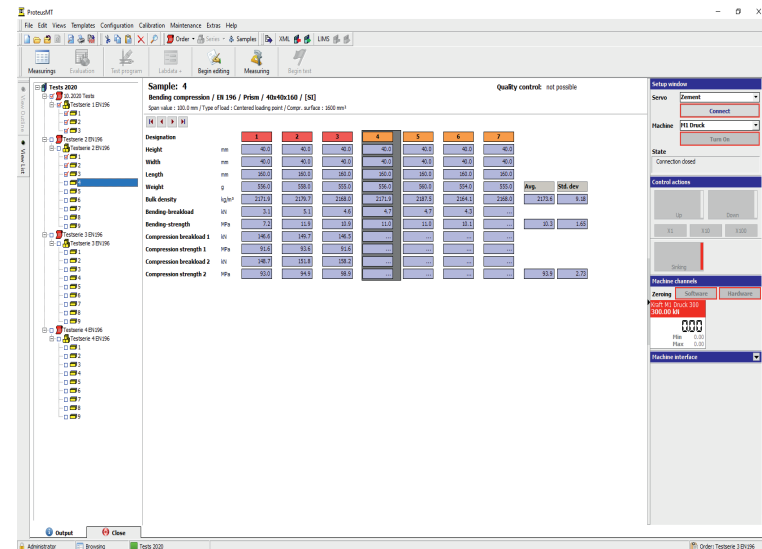 ProteusMT
File Edit Views Templates Configuration Calibration Maintenance Extras Help
Order Series Samples XML LIMS
Measurings Evaluation Test program Labdata + Begin editing Measuring Begin test
View Outline
View List
Tests 2020
10.2020 Tests
Testserie 1 EN196
1
2
3
Testserie 2 EN196
Testserie 2 EN196
1
2
3
4
5
6
7
8
9
Testserie 3 EN196
Testserie 3 EN196
1
2
3
4
5
6
7
8
9
Testserie 4 EN196
Testserie 4 EN196
1
2
3
4
5
6
7
8
9
Output Close
Sample: 4 Quality control: not possible
Bending compression / EN 196 / Prism / 40x40x160 / [SI]
Span value : 100.0 mm / Type of load : Centered loading point / Compr. surface : 1600 mm²
Designation 1 2 3 4 5 6 7
Height mm 40.0 40.0 40.0 40.0 40.0 40.0 40.0
Width mm 40.0 40.0 40.0 40.0 40.0 40.0 40.0
Length mm 160.0 160.0 160.0 160.0 160.0 160.0 160.0
Weight g 556.0 558.0 555.0 556.0 560.0 554.0 555.0 Avg. Std. dev
Bulk density kg/m³ 2171.9 2179.7 2168.0 2171.9 2187.5 2164.1 2168.0 2173.6 9.18
Bending-breakload kN 3.1 5.1 4.6 4.7 4.7 4.3 ...
Bending-strength MPa 7.2 11.9 10.9 11.0 11.0 10.1 ... 10.3 1.65
Compression breakload 1 kN 146.6 149.7 146.5 ... ... ... ...
Compression strength 1 MPa 91.6 93.6 91.6 ... ... ... ...
Compression breakload 2 kN 148.7 151.8 158.2 ... ... ... ...
Compression strength 2 MPa 93.0 94.9 98.9 ... ... ... ... 93.9 2.73
Setup window
Servo Zement
Connect
Machine M1 Druck
Turn On
State
Connection closed
Control actions
Up Down
X1 X10 X100
Sinking
Machine channels
Zeroing Software Hardware
Kraft M1 Druck 300
300.00 kN
0.00
Min 0.00
Max 0.00
Machine interface
Administrator Browsing Tests 2020 Order: Testserie 3 EN196